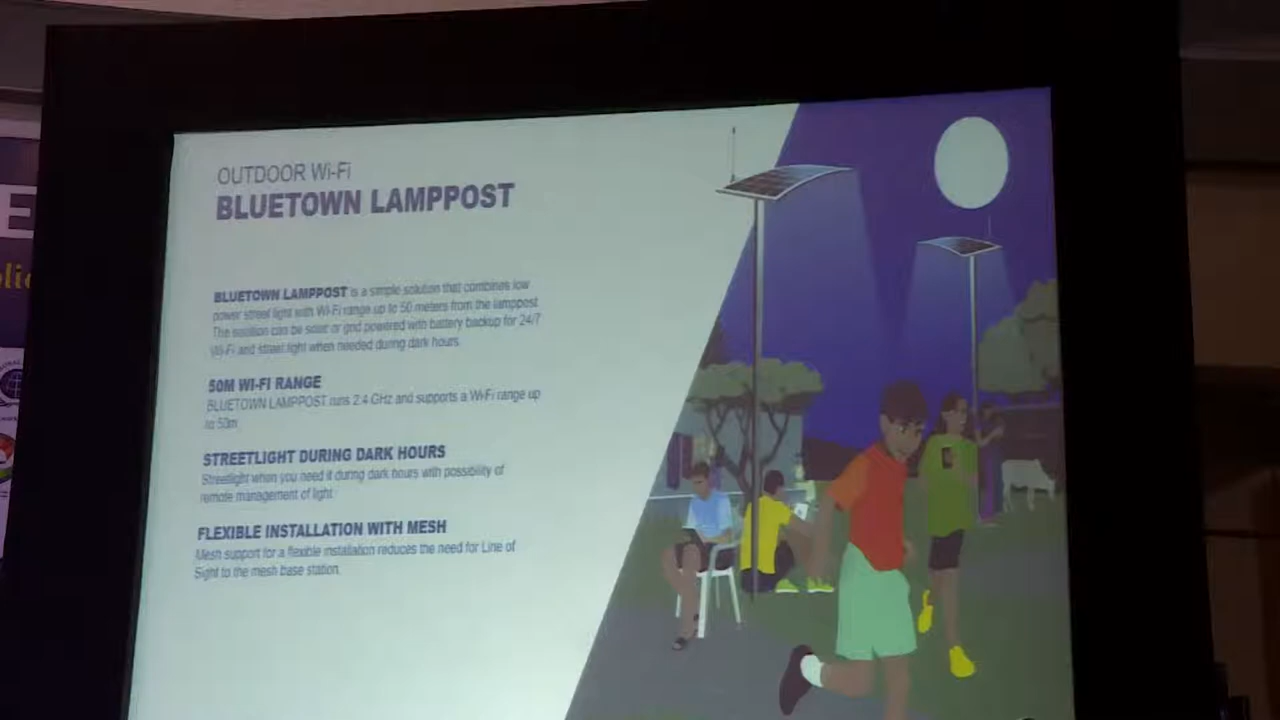 OUTDOOR Wi-Fi
BLUETOWN LAMPPOST
BLUETOWN LAMPPOST is a simple solution that combines low
power street light with Wi-Fi range up to 50 meters from the lamppost.
The solution can be solar or grid powered with battery backup for 24/7
Wi-Fi and street light when needed during dark hours.
50M WI-FI RANGE
BLUETOWN LAMPPOST runs 2.4 GHz and supports a Wi-Fi range up
to 50m.
STREETLIGHT DURING DARK HOURS
Streetlight when you need it during dark hours with possibility of
remote management of light.
FLEXIBLE INSTALLATION WITH MESH
Mesh support for a flexible installation reduces the need for Line of
Sight to the mesh base station.